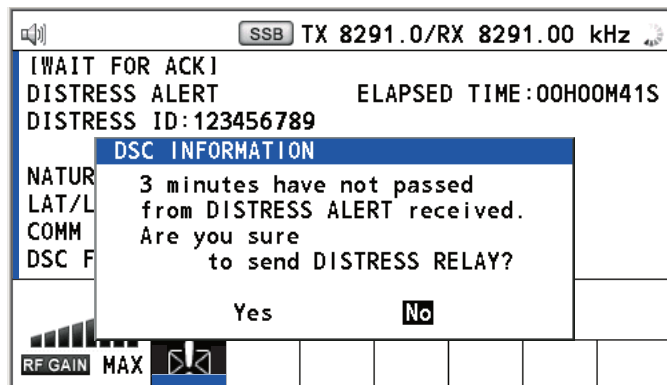 SSB TX 8291.0/RX 8291.00 kHz
[WAIT FOR ACK]
DISTRESS ALERT ELAPSED TIME:00H00M41S
DISTRESS ID:123456789
DSC INFORMATION
NATUR
LAT/L
COMM
DSC F
3 minutes have not passed
from DISTRESS ALERT received.
Are you sure
to send DISTRESS RELAY?
Yes No
RF GAIN MAX